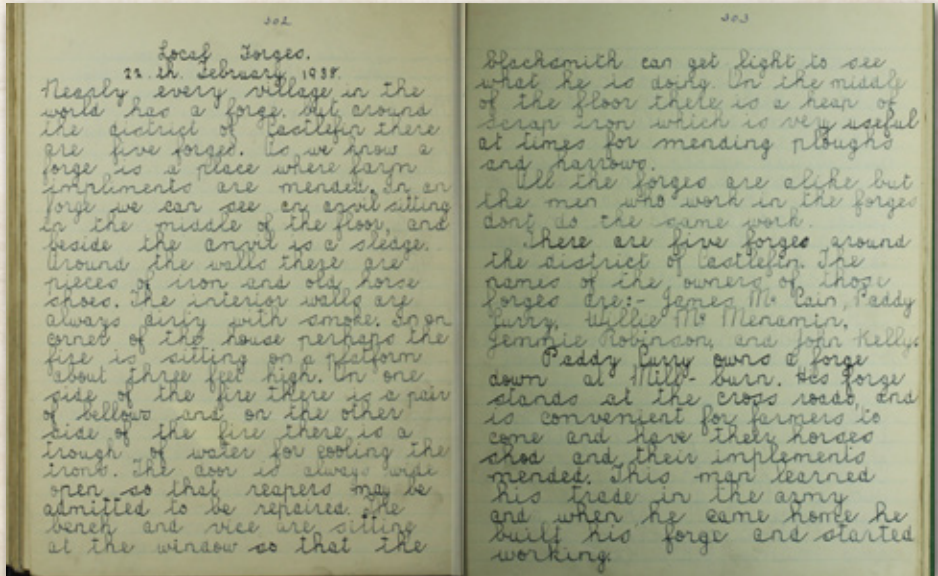 302
Local Forges.
22.th. February, 1938.
Nearly every village in the
world has a forge. but around
the district of Castlefin there
are five forges. As we know a
forge is a place where farm
impliments are mended. In an
forge we can see an anvil sitting
in the middle of the floor, and
beside the anvil is a sledge.
Around the walls there are
pieces of iron and old horse
shoes. The interior walls are
always dirty with smoke. In on
corner of the house perhaps the
fire is sitting on a platform
about three feet high. On one
side of the fire there is a pair
of bellows and on the other
side of the fire there is a
trough of water for cooling the
irons. The door is always wide
open so that reapers may be
admitted to be repaired. The
bench and vice are sitting
at the window so that the
303
blacksmith can get light to see
what he is doing. On the middle
of the floor there is a heap of
scrap iron which is very useful
at times for mending ploughs
and harrows.
All the forges are alike but
the men who work in the forges
dont do the same work.
There are five forges around
the district of Castlefin. The
names of the owners of those
forges are:- James Mc Cain, Paddy
Curry, Willie Mc Menamin,
Jemmie Robinson, and John Kelly.
Paddy Curry owns a forge
down at Mill-burn. His forge
stands at the cross roads, and
is convenient for farmers to
come and have their horses
shod and their implements
mended. This man learned
his trade in the army
and when he came home he
built his forge and started
working.